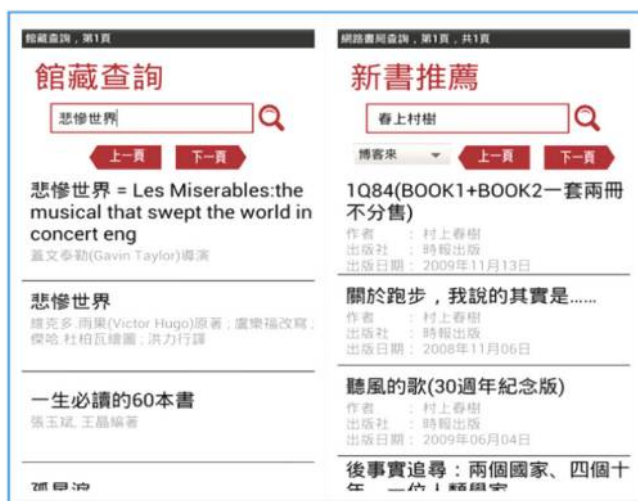 館藏查詢，第1頁
館藏查詢
悲慘世界
上一頁
下一頁
悲慘世界 = Les Miserables:the
musical that swept the world in
concert eng
蓋文泰勒(Gavin Taylor)導演
悲慘世界
維克多.雨果(Victor Hugo)原著；盧樂福改寫；
傑哈.杜柏瓦繪圖；洪力行譯
一生必讀的60本書
張玉斌, 王晶編著
孤星淚
網路書局查詢，第1頁，共1頁
新書推薦
春上村樹
博客來
上一頁
下一頁
1Q84(BOOK1+BOOK2一套兩冊
不分售)
作者 ：村上春樹
出版社 ：時報出版
出版日期：2009年11月13日
關於跑步，我說的其實是......
作者 ：村上春樹
出版社 ：時報出版
出版日期：2008年11月06日
聽風的歌(30週年紀念版)
作者 ：村上春樹
出版社 ：時報出版
出版日期：2009年06月04日
後事實追尋：兩個國家、四個十
年、一位人類學家